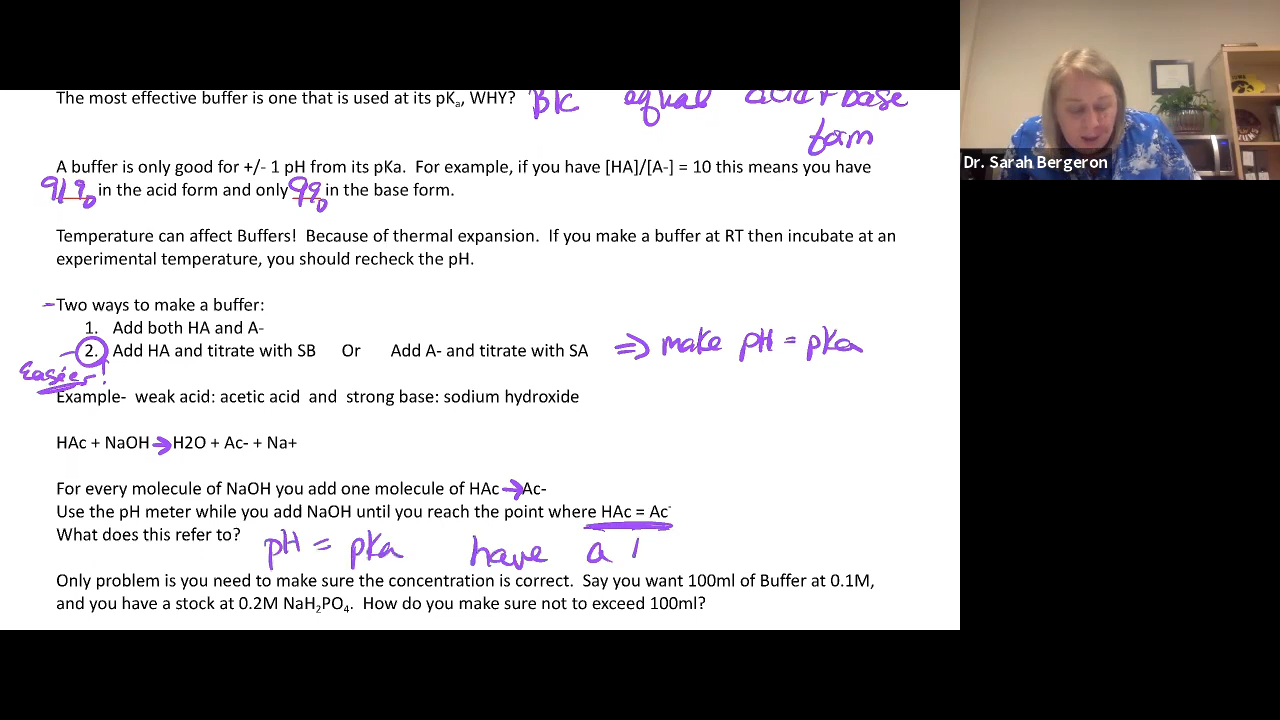 The most effective buffer is one that is used at its pKₐ, WHY? B/c equal acid + base
form
A buffer is only good for +/- 1 pH from its pKa. For example, if you have [HA]/[A-] = 10 this means you have
91% in the acid form and only 9% in the base form.
Temperature can affect Buffers! Because of thermal expansion. If you make a buffer at RT then incubate at an
experimental temperature, you should recheck the pH.
- Two ways to make a buffer:
1. Add both HA and A-
- 2. Add HA and titrate with SB Or Add A- and titrate with SA ⇒ make pH = pKa
Easier!
Example- weak acid: acetic acid and strong base: sodium hydroxide
HAc + NaOH → H2O + Ac- + Na+
For every molecule of NaOH you add one molecule of HAc → Ac-
Use the pH meter while you add NaOH until you reach the point where HAc = Ac⁻
What does this refer to? pH = pKa have a 1
Only problem is you need to make sure the concentration is correct. Say you want 100ml of Buffer at 0.1M,
and you have a stock at 0.2M NaH₂PO₄. How do you make sure not to exceed 100ml?
Dr. Sarah Bergeron
IOWA